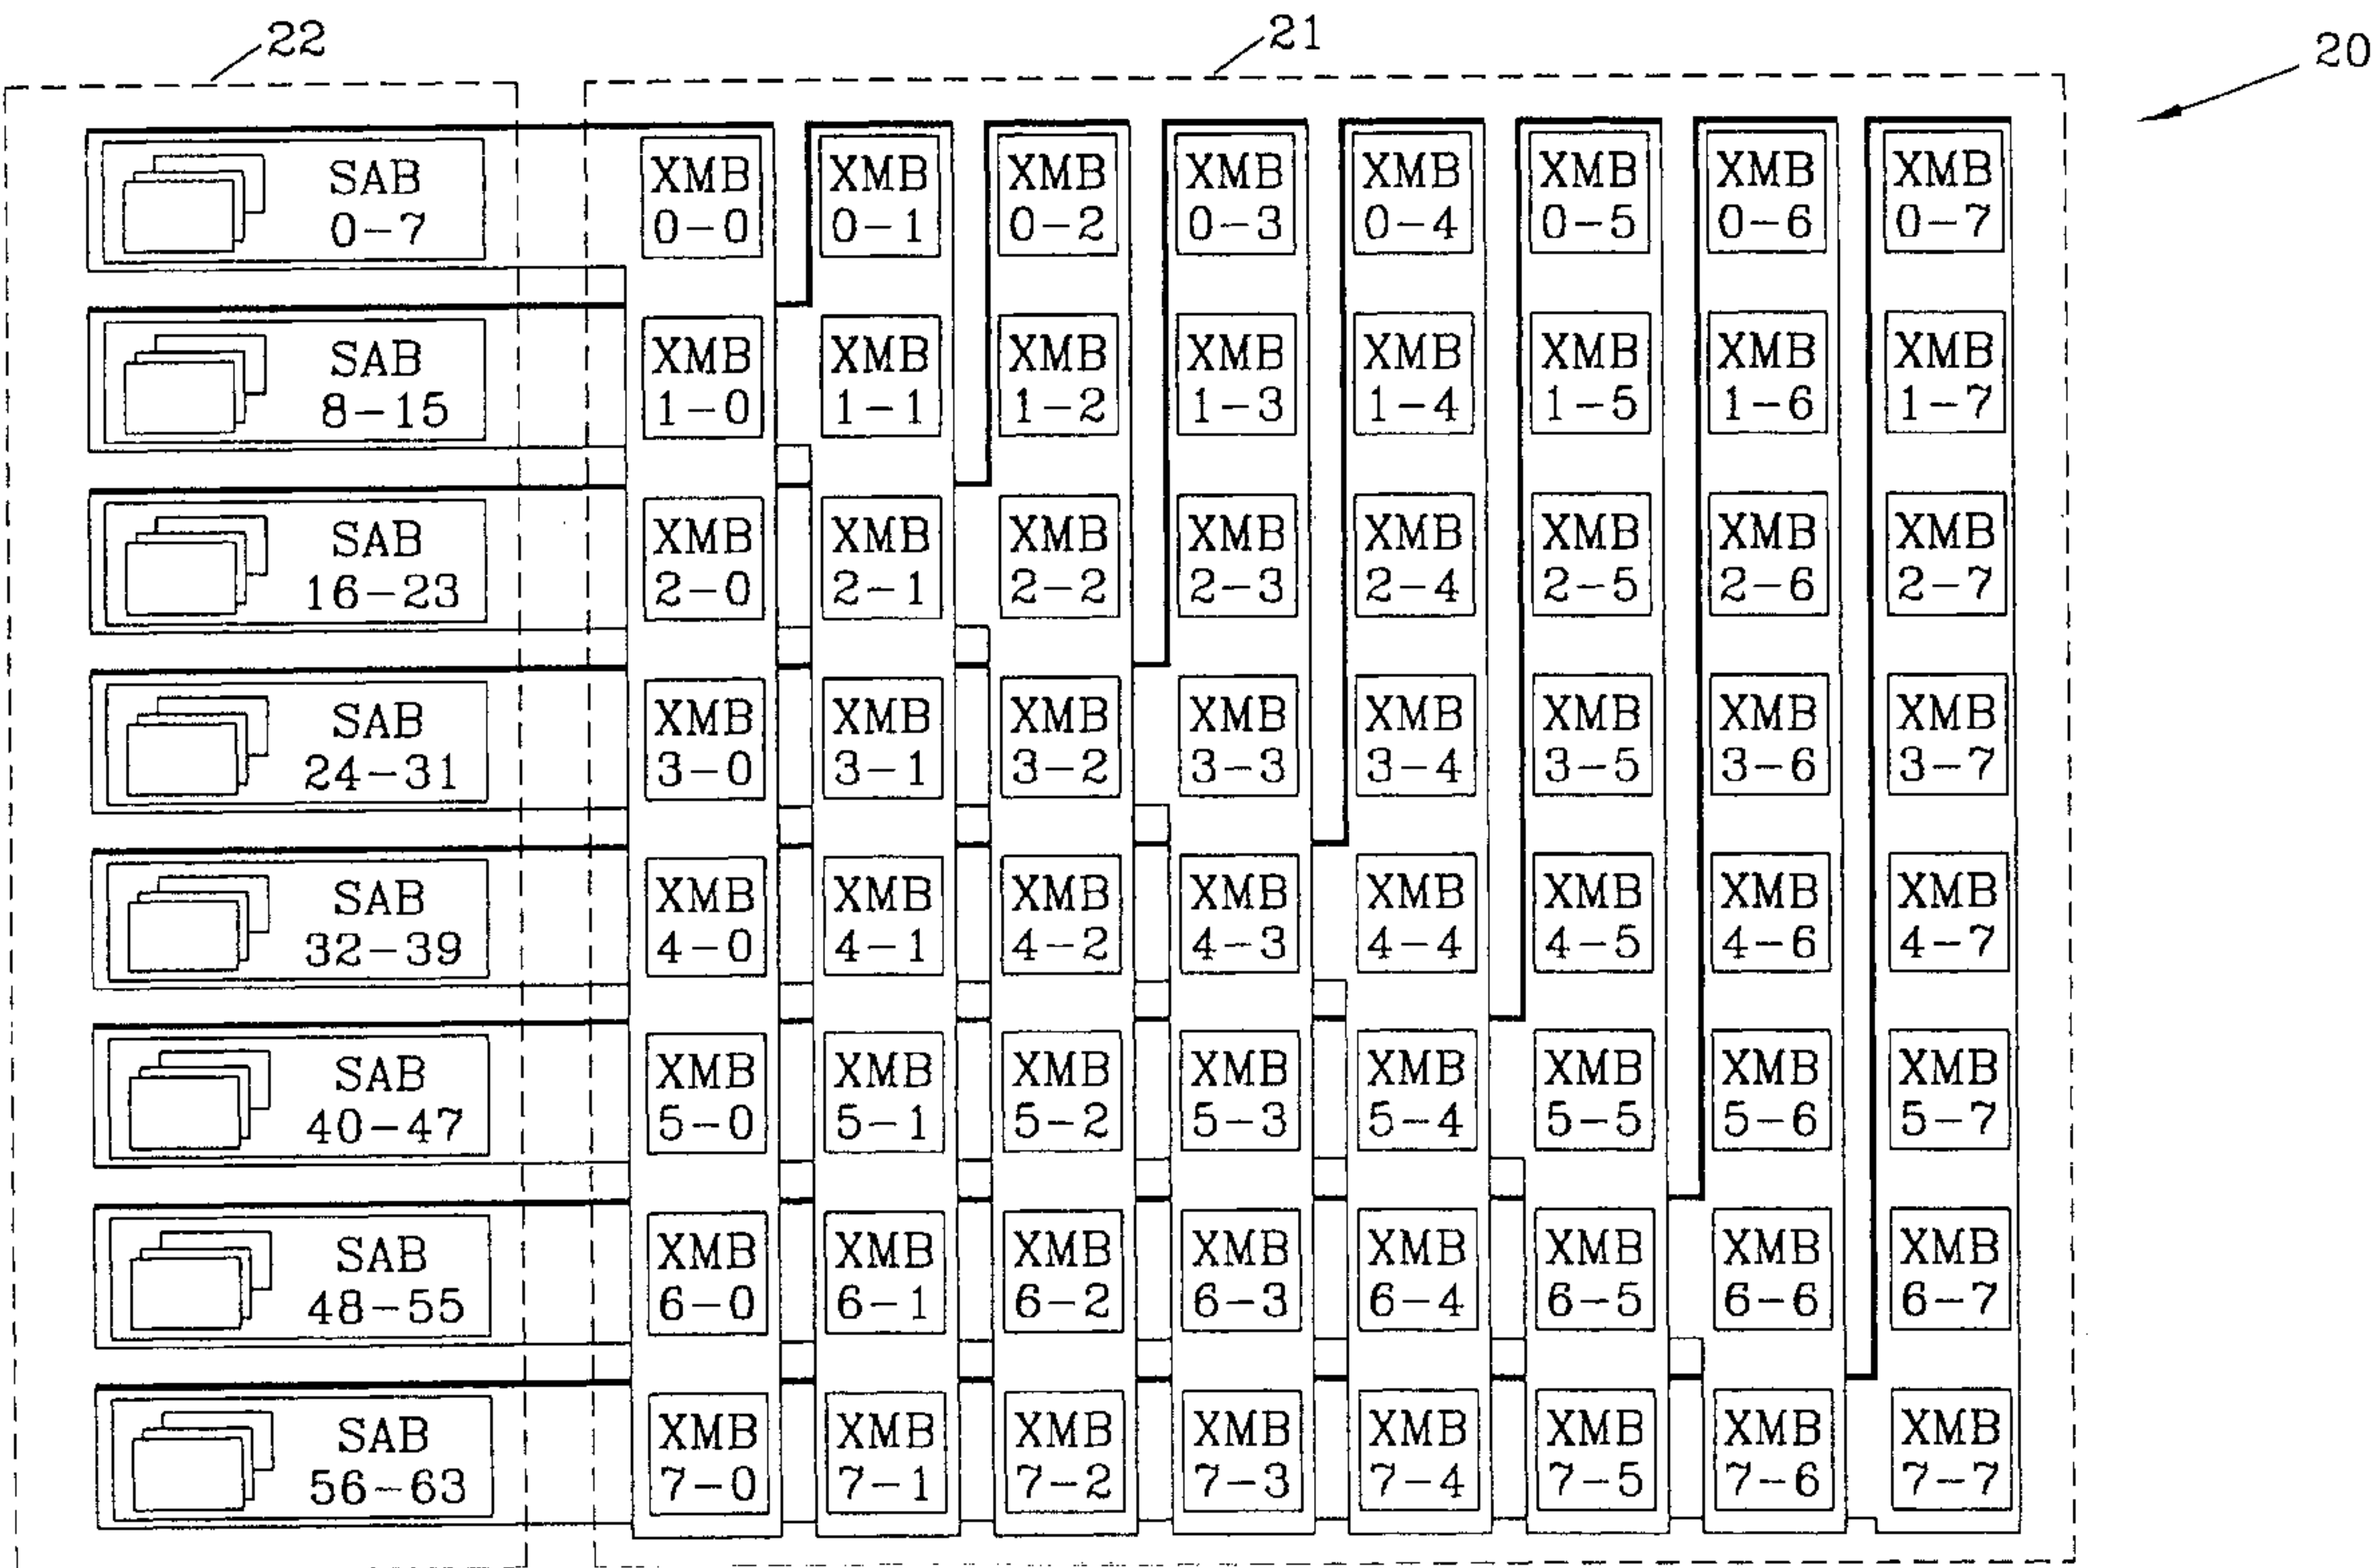 22
21
20
SAB
0-7
XMB
0-0
XMB
0-1
XMB
0-2
XMB
0-3
XMB
0-4
XMB
0-5
XMB
0-6
XMB
0-7
SAB
8-15
XMB
1-0
XMB
1-1
XMB
1-2
XMB
1-3
XMB
1-4
XMB
1-5
XMB
1-6
XMB
1-7
SAB
16-23
XMB
2-0
XMB
2-1
XMB
2-2
XMB
2-3
XMB
2-4
XMB
2-5
XMB
2-6
XMB
2-7
SAB
24-31
XMB
3-0
XMB
3-1
XMB
3-2
XMB
3-3
XMB
3-4
XMB
3-5
XMB
3-6
XMB
3-7
SAB
32-39
XMB
4-0
XMB
4-1
XMB
4-2
XMB
4-3
XMB
4-4
XMB
4-5
XMB
4-6
XMB
4-7
SAB
40-47
XMB
5-0
XMB
5-1
XMB
5-2
XMB
5-3
XMB
5-4
XMB
5-5
XMB
5-6
XMB
5-7
SAB
48-55
XMB
6-0
XMB
6-1
XMB
6-2
XMB
6-3
XMB
6-4
XMB
6-5
XMB
6-6
XMB
6-7
SAB
56-63
XMB
7-0
XMB
7-1
XMB
7-2
XMB
7-3
XMB
7-4
XMB
7-5
XMB
7-6
XMB
7-7